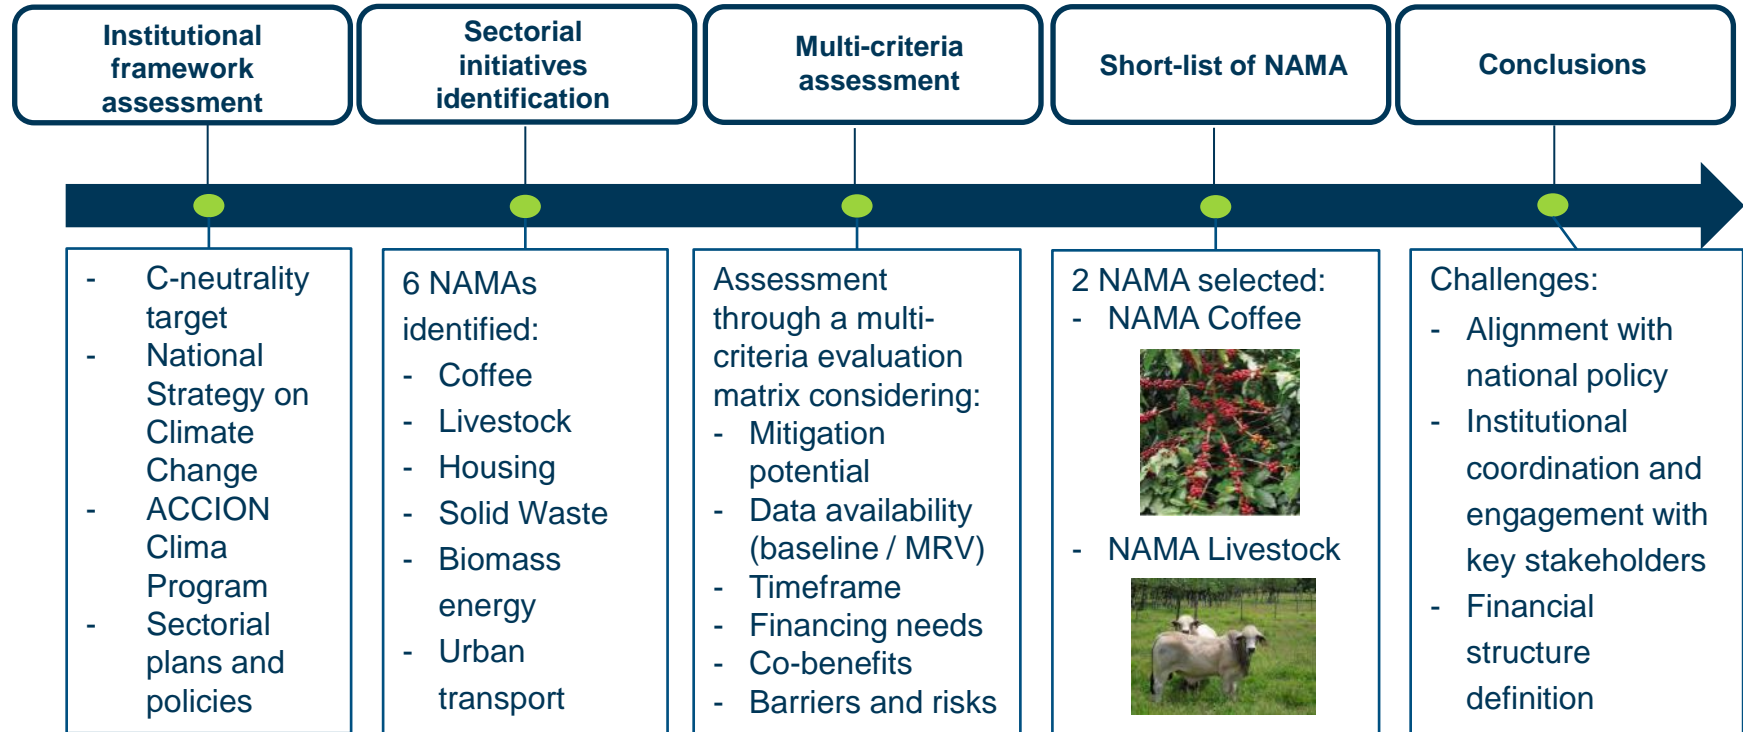 Institutional
framework
assessment
Sectorial
initiatives
identification
Multi-criteria
assessment
Short-list of NAMA
Conclusions
- C-neutrality
target
- National
Strategy on
Climate
Change
- ACCION
Clima
Program
- Sectorial
plans and
policies
6 NAMAs
identified:
- Coffee
- Livestock
- Housing
- Solid Waste
- Biomass
energy
- Urban
transport
Assessment
through a multi-
criteria evaluation
matrix considering:
- Mitigation
potential
- Data availability
(baseline / MRV)
- Timeframe
- Financing needs
- Co-benefits
- Barriers and risks
2 NAMA selected:
- NAMA Coffee
- NAMA Livestock
Challenges:
- Alignment with
national policy
- Institutional
coordination and
engagement with
key stakeholders
- Financial
structure
definition